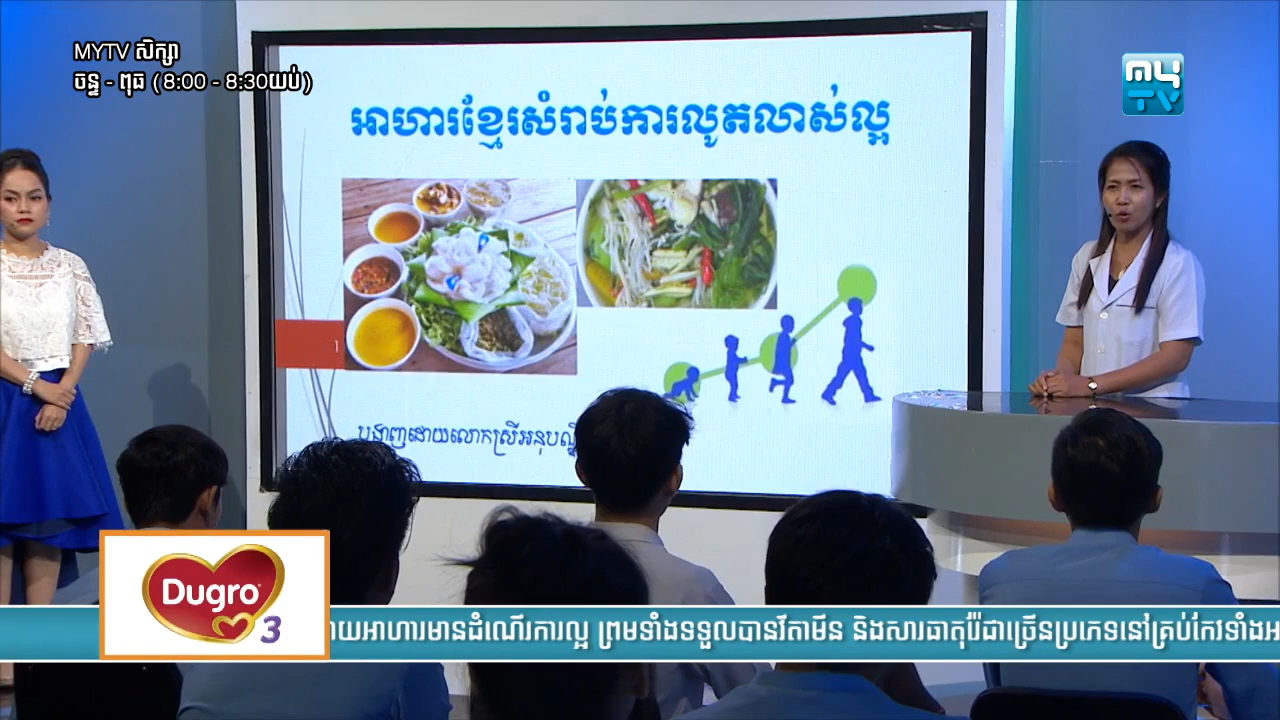 MYTV សិក្សា
ចន្ទ - ពុធ (8:00 - 8:30យប់)
MY
TV
អាហារខ្មែរសំរាប់ការលូតលាស់ល្អ
1
បង្ហាញដោយលោកស្រីអនុបណ្ឌិ
Dugro
3
យអាហារមានដំណើរការល្អ ព្រមទាំងទទួលបានវីតាមីន និងសារធាតុរ៉ែជាច្រើនប្រភេទនៅគ្រប់កែវទាំងអ